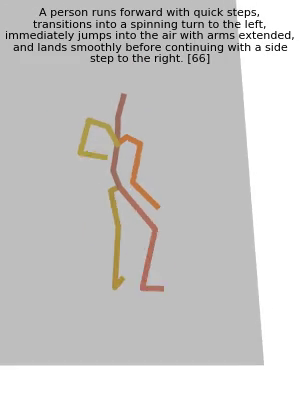 A person runs forward with quick steps,
transitions into a spinning turn to the left,
immediately jumps into the air with arms extended,
and lands smoothly before continuing with a side
step to the right. [66]